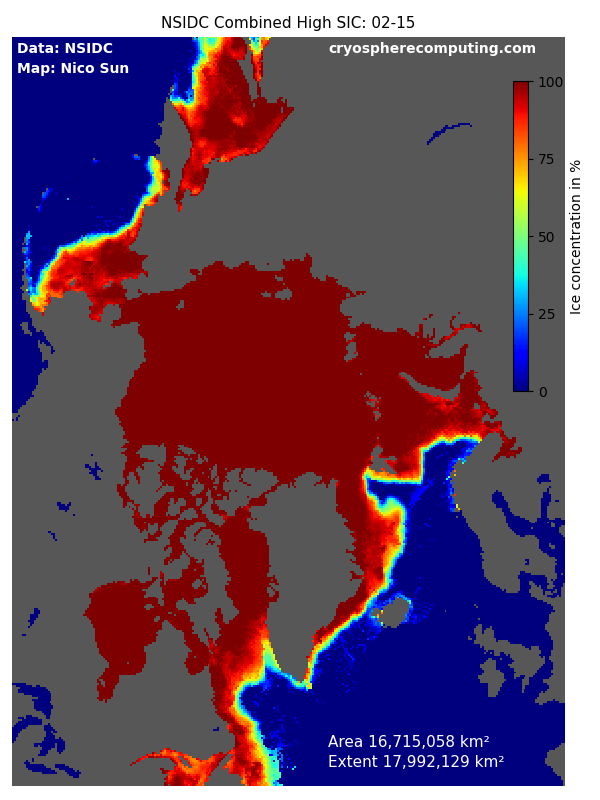 NSIDC Combined High SIC: 02-15
Data: NSIDC
Map: Nico Sun
cryospherecomputing.com
100
75
50
25
0
Ice concentration in %
Area 16,715,058 km²
Extent 17,992,129 km²